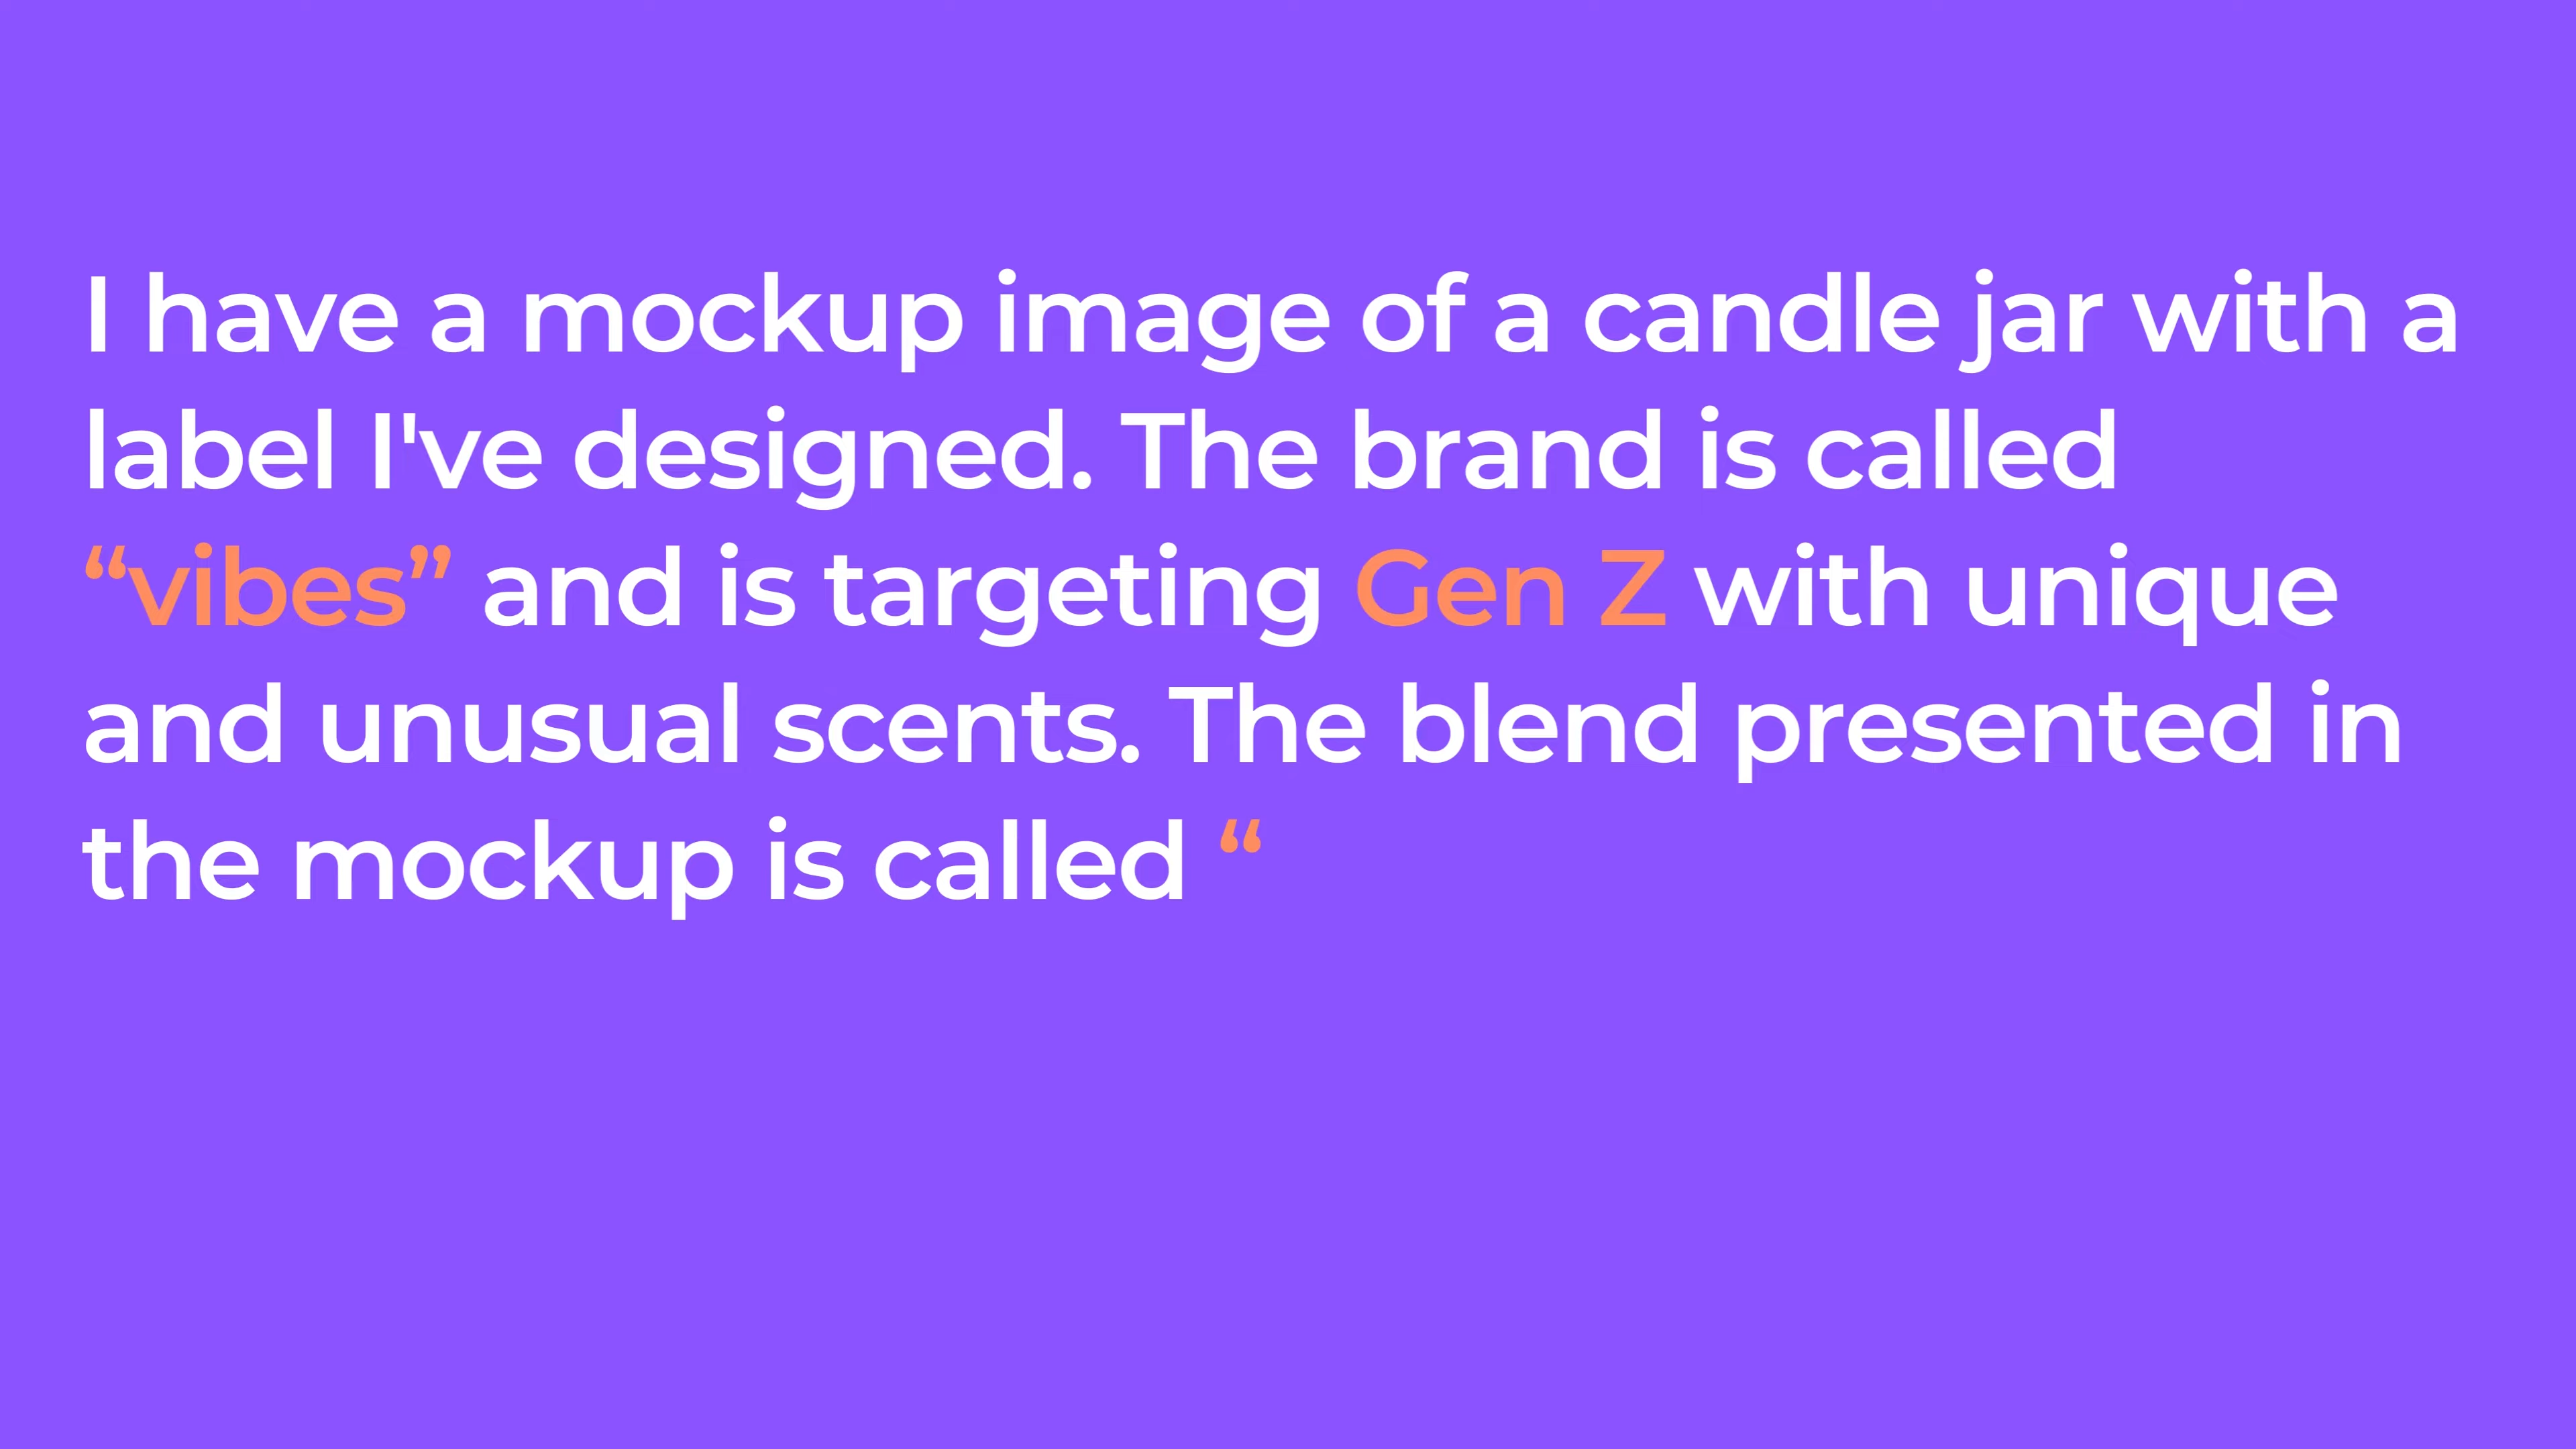 I have a mockup image of a candle jar with a
label I've designed. The brand is called
“vibes” and is targeting Gen Z with unique
and unusual scents. The blend presented in
the mockup is called “